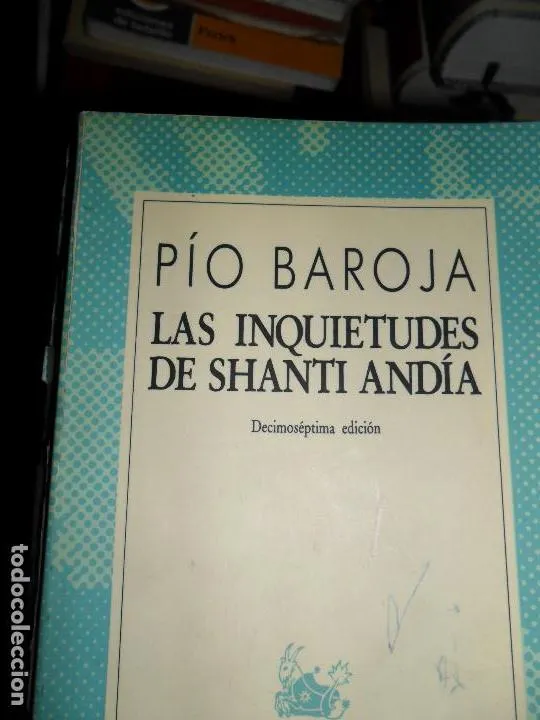 PÍO BAROJA
LAS INQUIETUDES
DE SHANTI ANDÍA
Decimoséptima edición
todocoleccion